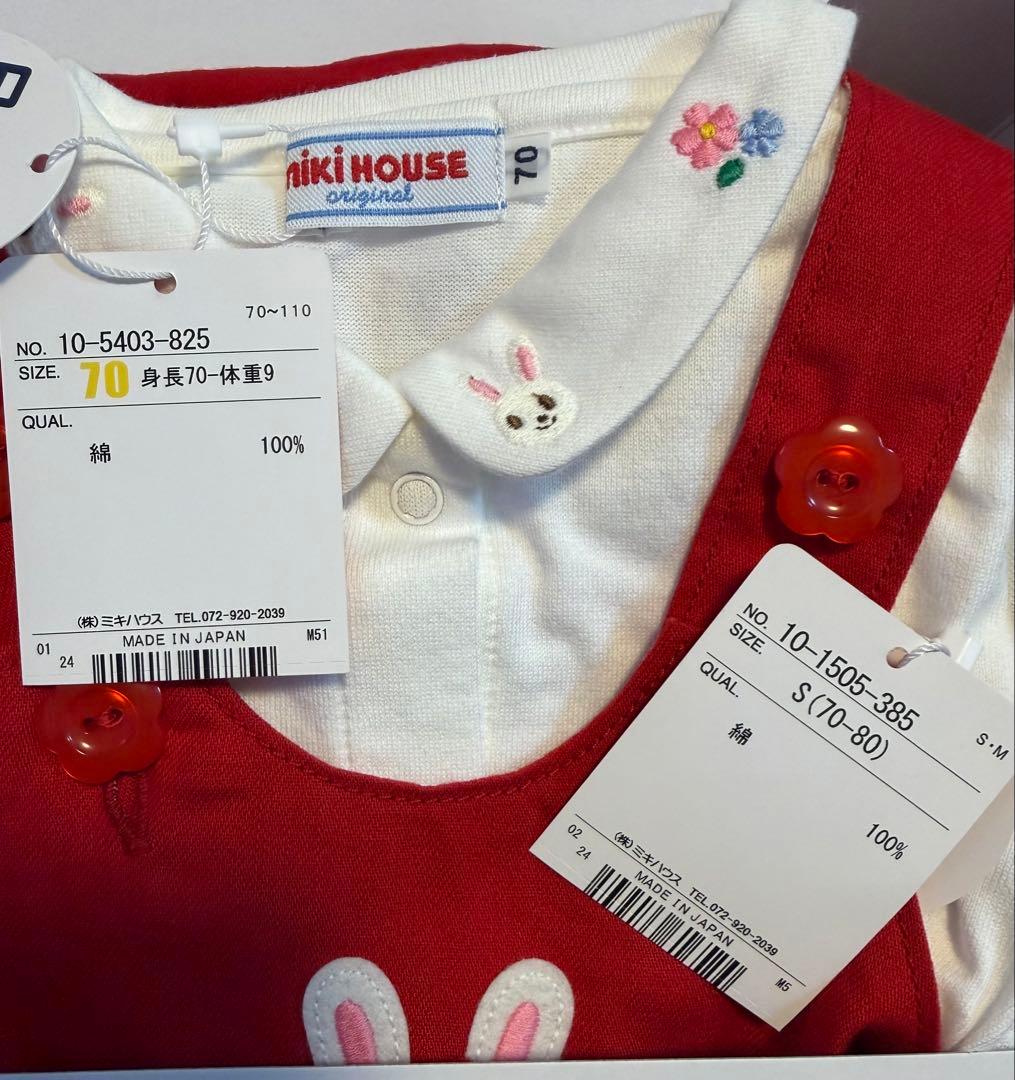 miKi HOUSE
original
70
70~110
NO. 10-5403-825
SIZE. 70 身長70-体重9
QUAL.
綿 100%
(株)ミキハウス TEL.072-920-2039
MADE IN JAPAN
M51
01
24
NO. 10-1505-385
SIZE. S(70-80)
S・M
QUAL.
綿 100%
(株)ミキハウス TEL.072-920-2039
MADE IN JAPAN
M5
02
24